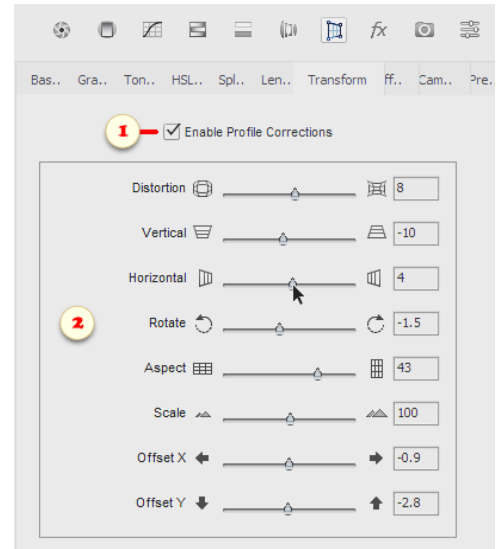 fx
Bas.. Gra.. Ton... HSL.. Spl.. Len.. Transform ff.. Cam.. Pre.
1 Enable Profile Corrections
Distortion 8
Vertical -10
Horizontal 4
2
Rotate -1.5
Aspect 43
Scale 100
Offset X -0.9
Offset Y -2.8